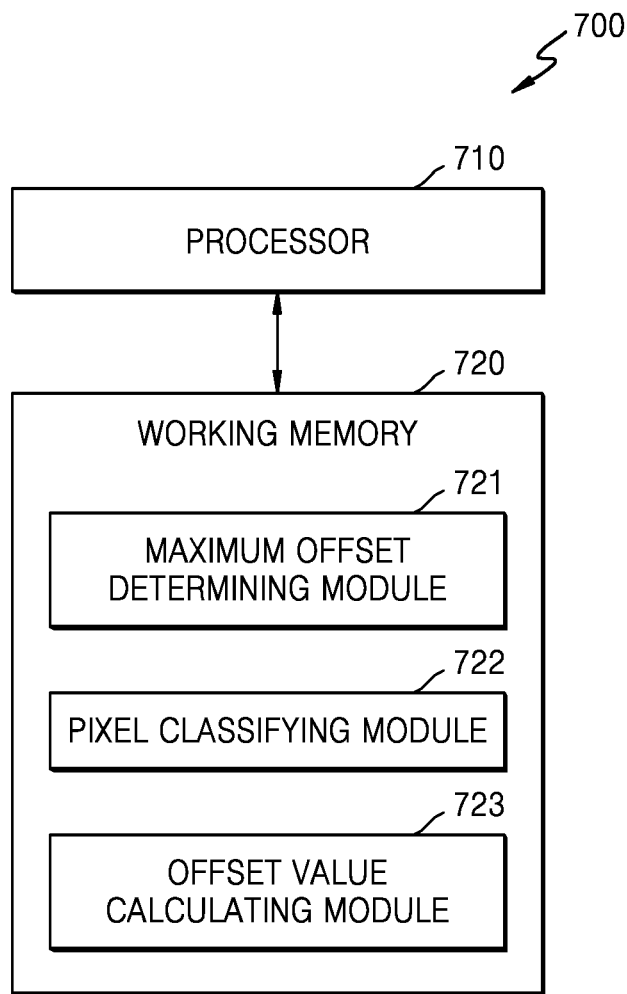 700
710
PROCESSOR
720
WORKING MEMORY
721
MAXIMUM OFFSET
DETERMINING MODULE
722
PIXEL CLASSIFYING MODULE
723
OFFSET VALUE
CALCULATING MODULE